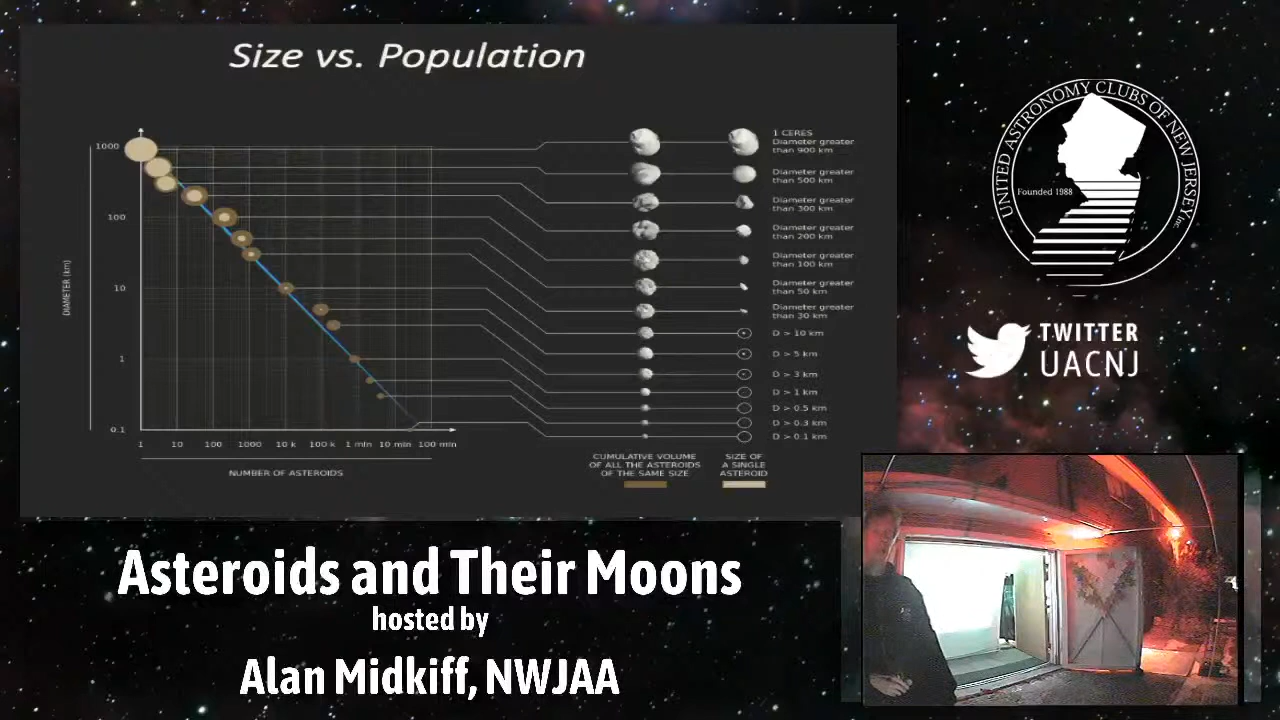 Size vs. Population
1000
100
10
1
0.1
DIAMETER (km)
1
10
100
1000
10 k
100 k
1 mln
10 mln
100 mln
NUMBER OF ASTEROIDS
1 CERES
Diameter greater
than 900 km
Diameter greater
than 500 km
Diameter greater
than 300 km
Diameter greater
than 200 km
Diameter greater
than 100 km
Diameter greater
than 50 km
Diameter greater
than 30 km
D > 10 km
D > 5 km
D > 3 km
D > 1 km
D > 0.5 km
D > 0.3 km
D > 0.1 km
CUMULATIVE VOLUME
OF ALL THE ASTEROIDS
OF THE SAME SIZE
SIZE OF
A SINGLE
ASTEROID
UNITED ASTRONOMY CLUBS OF NEW JERSEY Inc.
Founded 1988
TWITTER
UACNJ
Asteroids and Their Moons
hosted by
Alan Midkiff, NWJAA